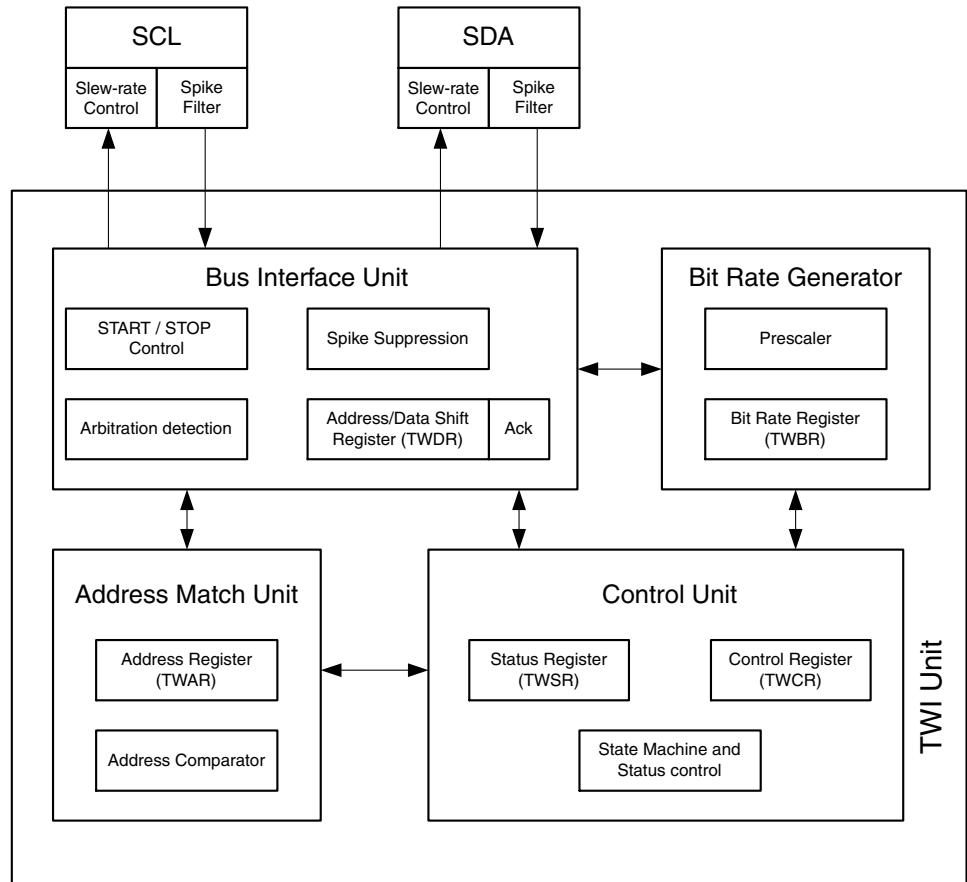 SCL
SDA
Slew-rate
Control
Spike
Filter
Slew-rate
Control
Spike
Filter
Bus Interface Unit
START / STOP
Control
Spike Suppression
Arbitration detection
Address/Data Shift
Register (TWDR)
Ack
Bit Rate Generator
Prescaler
Bit Rate Register
(TWBR)
Address Match Unit
Address Register
(TWAR)
Address Comparator
Control Unit
Status Register
(TWSR)
Control Register
(TWCR)
State Machine and
Status control
TWI Unit